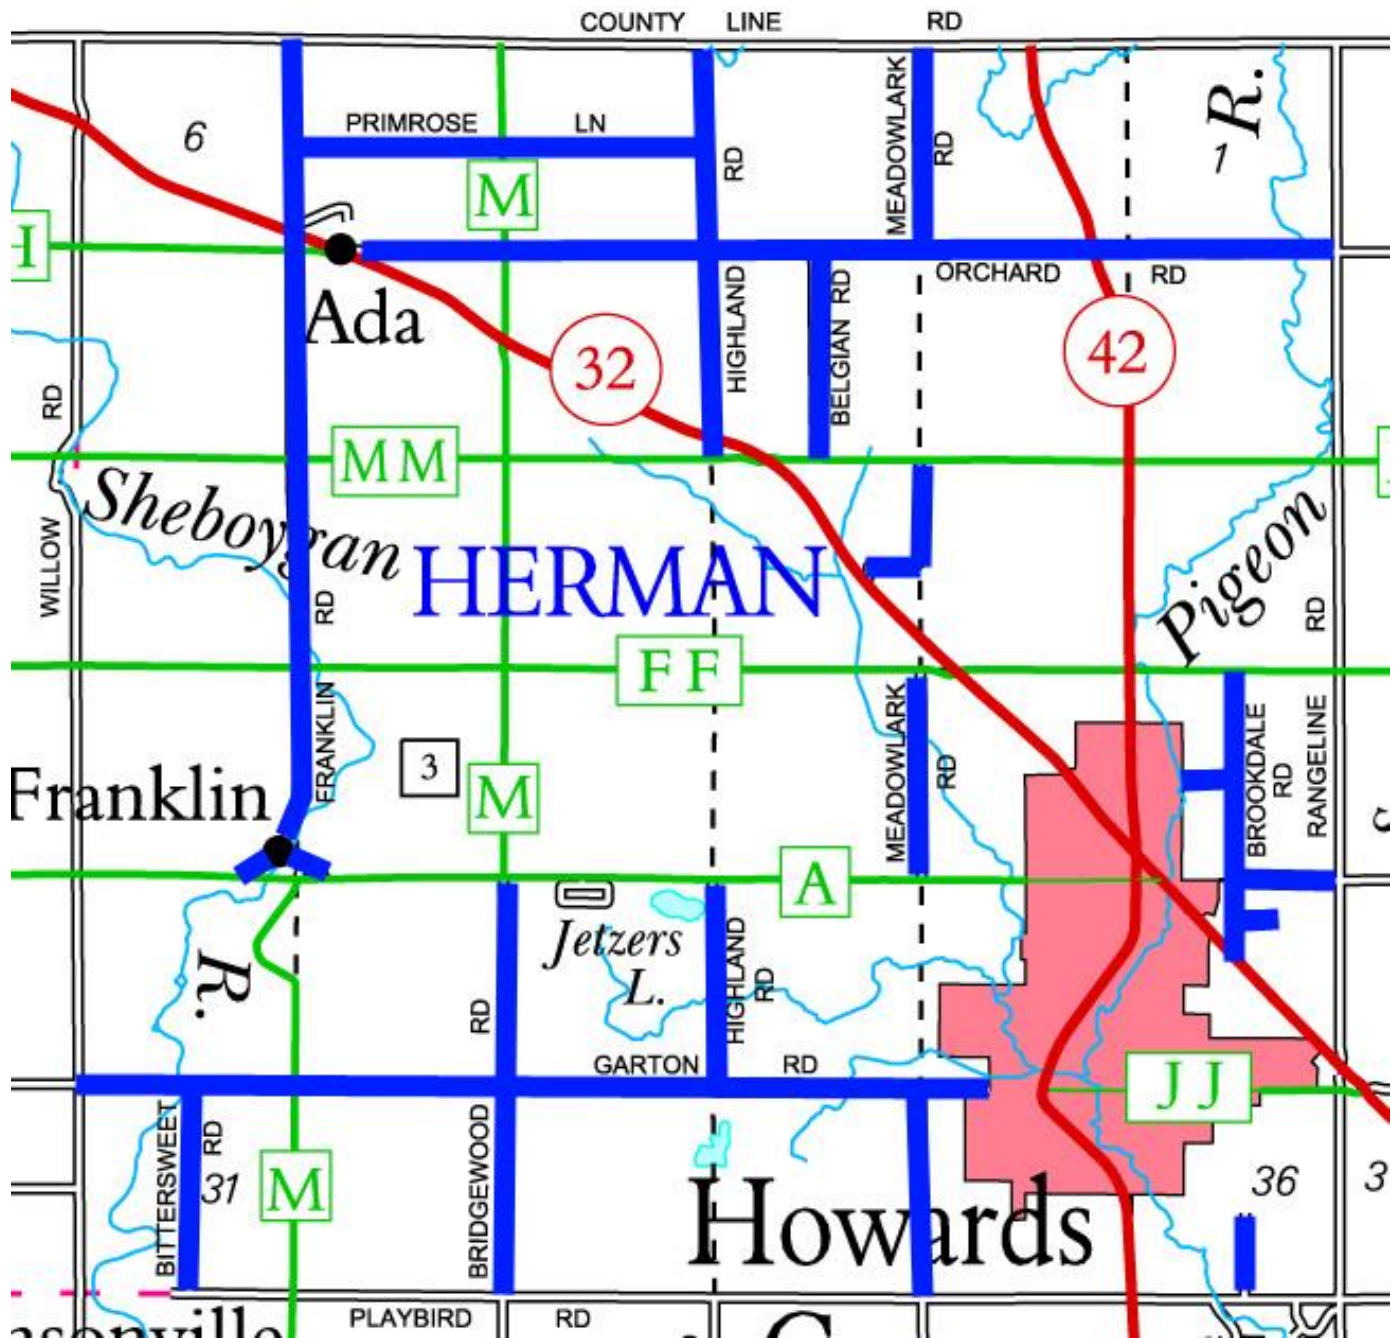 COUNTY LINE RD
6
PRIMROSE LN
MEADOWLARK RD
RD
1
R.
M
H
Ada
32
HIGHLAND
BELGIAN RD
ORCHARD RD
42
RD
MM
Sheboygan
HERMAN
WILLOW
RD
Pigeon
RD
FF
FRANKLIN
3
M
Franklin
MEADOWLARK RD
BROOKDALE RD
RANGELINE
A
Jetzers
L.
HIGHLAND RD
R.
RD
GARTON RD
JJ
BITTERSWEET RD
31
M
BRIDGEWOOD
Howards
36
3
PLAYBIRD RD